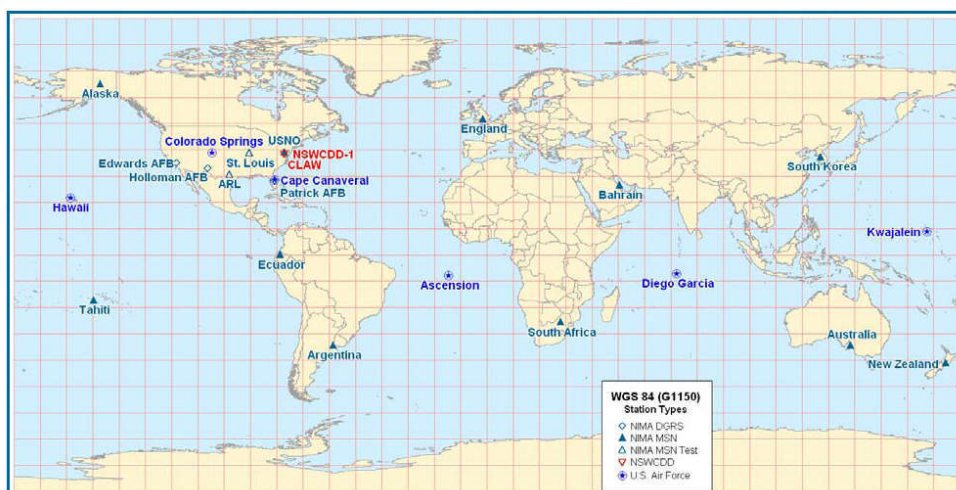 Alaska
England
Colorado Springs
USNO
NSWCDD-1
Edwards AFB
St. Louis
CLAW
South Korea
Holloman AFB
ARL
Cape Canaveral
Patrick AFB
Bahrain
Hawaii
Kwajalein
Ecuador
Ascension
Diego Garcia
Tahiti
South Africa
Australia
Argentina
New Zealand
WGS 84 (G1150)
Station Types
NIMA DGRS
NIMA MSN
NIMA MSN Test
NSWCDD
U.S. Air Force